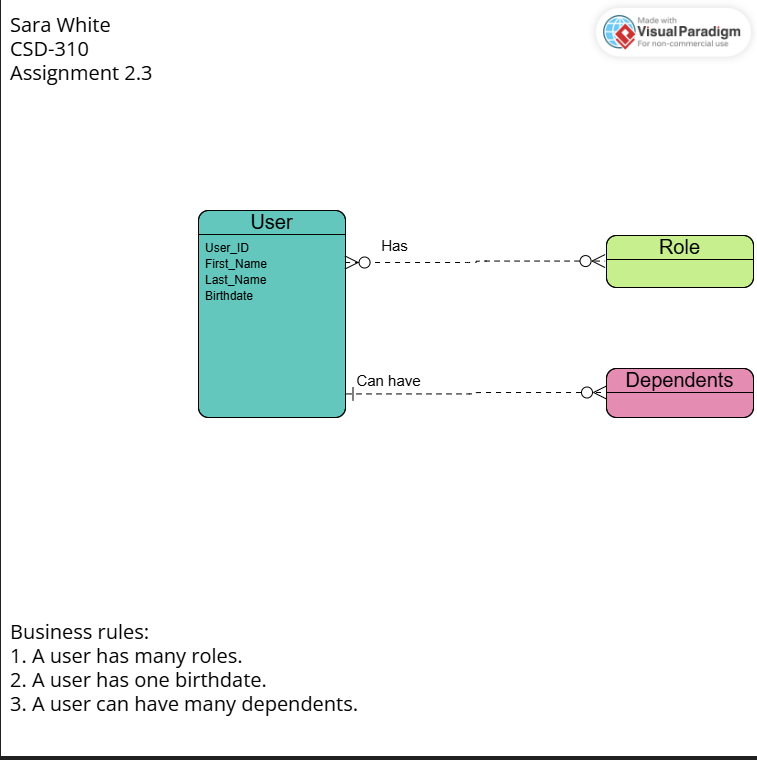 Sara White
CSD-310
Assignment 2.3
Made with
Visual Paradigm
For non-commercial use
User
User_ID
First_Name
Last_Name
Birthdate
Has
Role
Can have
Dependents
Business rules:
1. A user has many roles.
2. A user has one birthdate.
3. A user can have many dependents.